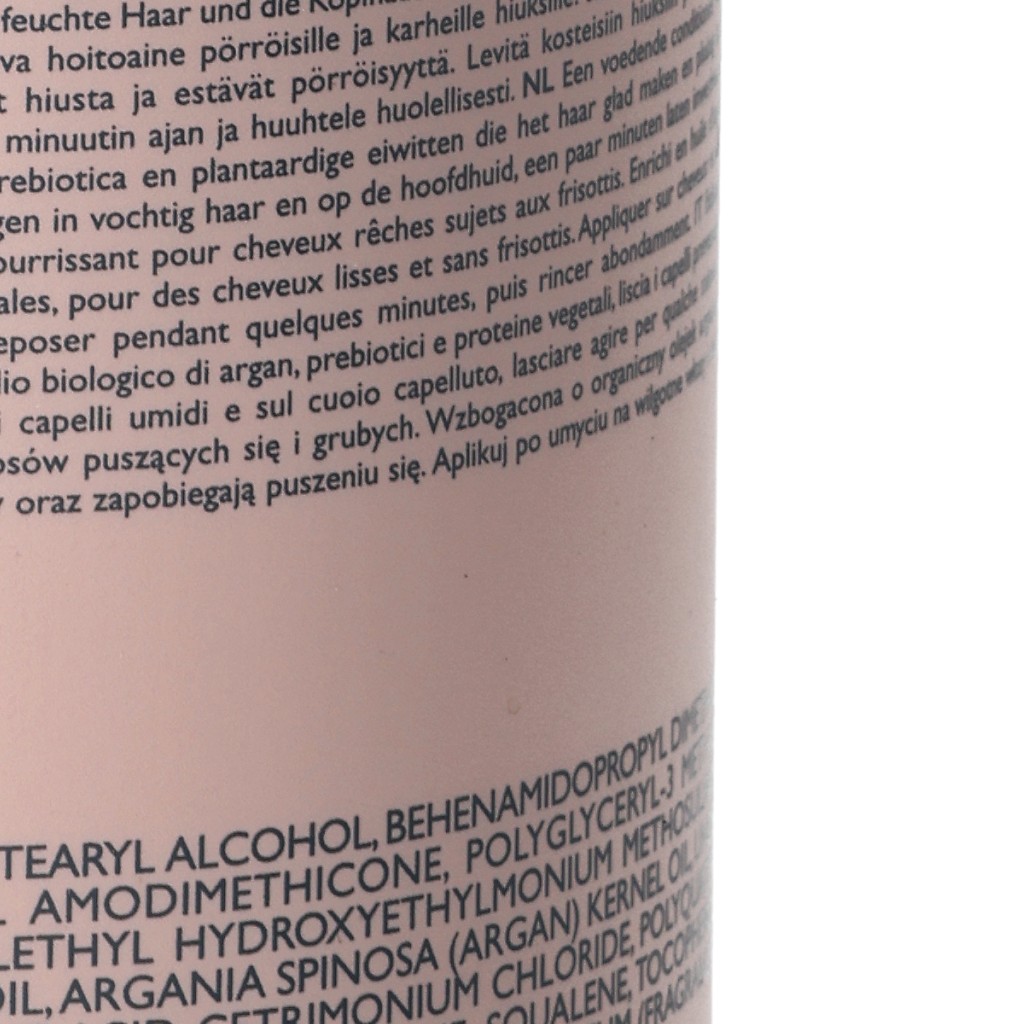 feuchte Haar und die
va hoitoaine pörröisille ja karheille
hiusta ja estävät pörröisyyttä. Levitä kosteisiin
minuutin ajan ja huuhtele huolellisesti. NL Een voedende
rebiotica en plantaardige eiwitten die het haar glad maken en
gen in vochtig haar en op de hoofdhuid, een paar minuten laten
ourrissant pour cheveux rêches sujets aux frisottis. Enrichi en huile
ales, pour des cheveux lisses et sans frisottis. Appliquer sur cheveux
eposer pendant quelques minutes, puis rincer abondamment. IT
lio biologico di argan, prebiotici e proteine vegetali, liscia i capelli
i capelli umidi e sul cuoio capelluto, lasciare agire per qualche
osów puszących się i grubych. Wzbogacona o organiczny olejek
y oraz zapobiegają puszeniu się. Aplikuj po umyciu na wilgotne
TEARYL ALCOHOL, BEHENAMIDOPROPYL
AMODIMETHICONE, POLYGLYCERYL-3
LETHYL HYDROXYETHYLMONIUM
OIL, ARGANIA SPINOSA (ARGAN) KERNEL OIL,
ACID, CETRIMONIUM CHLORIDE,
SQUALENE,